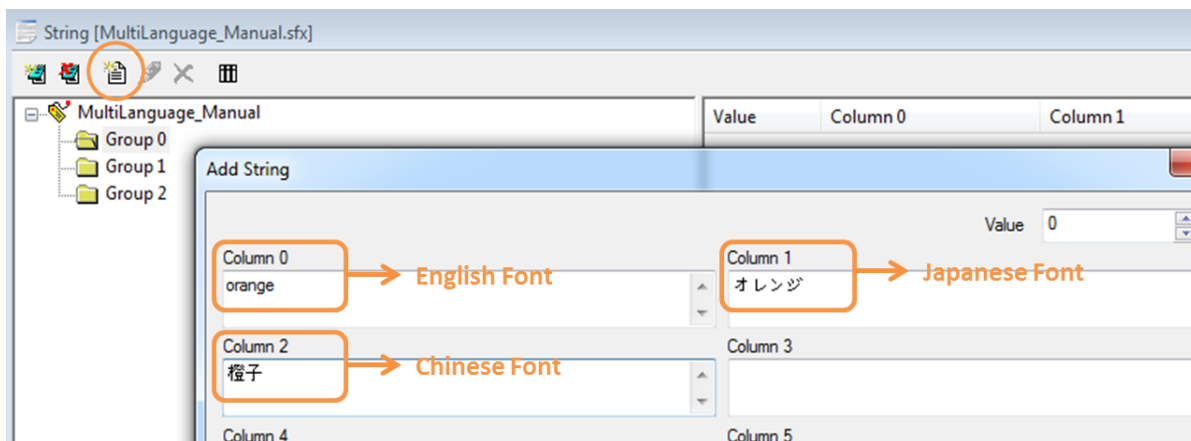 String [MultiLanguage_Manual.sfx]
MultiLanguage_Manual
Value Column 0 Column 1
Group 0
Group 1
Group 2
Add String
Value 0
Column 0 Column 1
orange English Font オレンジ Japanese Font
Column 2 Column 3
橙子 Chinese Font
Column 4 Column 5